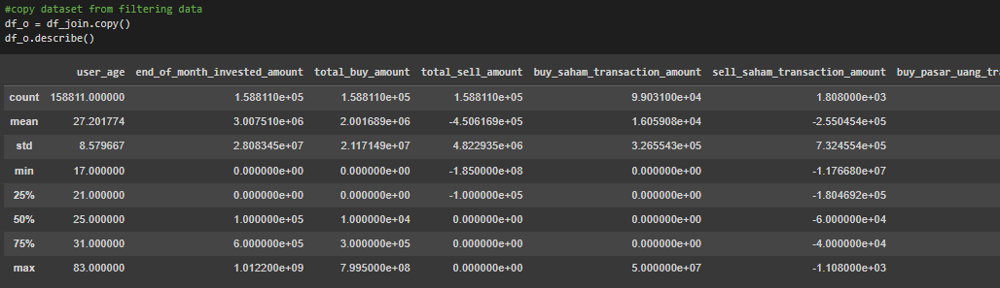 #copy dataset from filtering data
df_o = df_join.copy()
df_o.describe()
user_age end_of_month_invested_amount total_buy_amount total_sell_amount buy_saham_transaction_amount sell_saham_transaction_amount buy_pasar_uang_tra
count 158811.000000 1.588110e+05 1.588110e+05 1.588110e+05 9.903100e+04 1.808000e+03
mean 27.201774 3.007510e+06 2.001689e+06 -4.506169e+05 1.605908e+04 -2.550454e+05
std 8.579667 2.808345e+07 2.117149e+07 4.822935e+06 3.265543e+05 7.324554e+05
min 17.000000 0.000000e+00 0.000000e+00 -1.850000e+08 0.000000e+00 -1.176680e+07
25% 21.000000 0.000000e+00 0.000000e+00 -1.000000e+05 0.000000e+00 -1.804692e+05
50% 25.000000 1.000000e+05 1.000000e+04 0.000000e+00 0.000000e+00 -6.000000e+04
75% 31.000000 6.000000e+05 3.000000e+05 0.000000e+00 0.000000e+00 -4.000000e+04
max 83.000000 1.012200e+09 7.995000e+08 0.000000e+00 5.000000e+07 -1.108000e+03